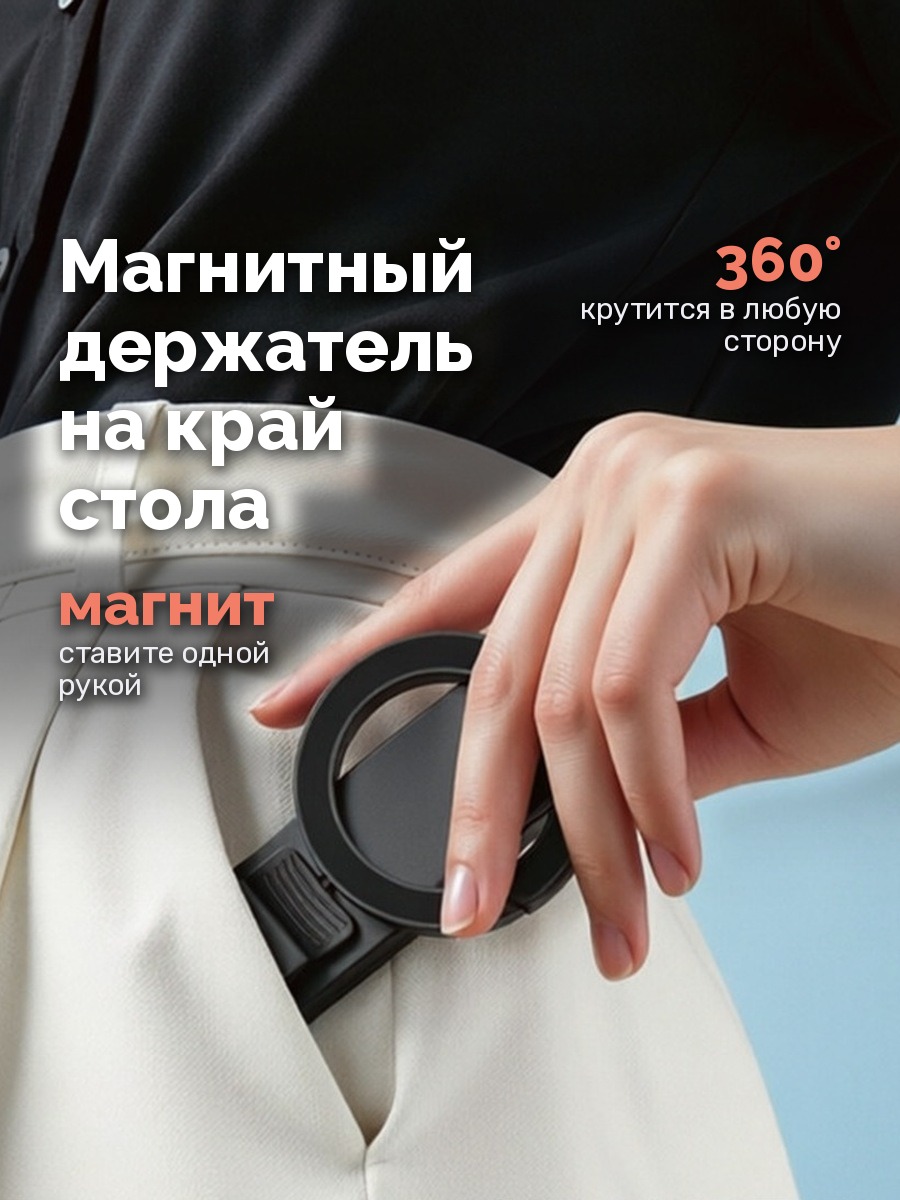 Магнитный
держатель
на край
стола
360°
крутится в любую
сторону
магнит
ставите одной
рукой